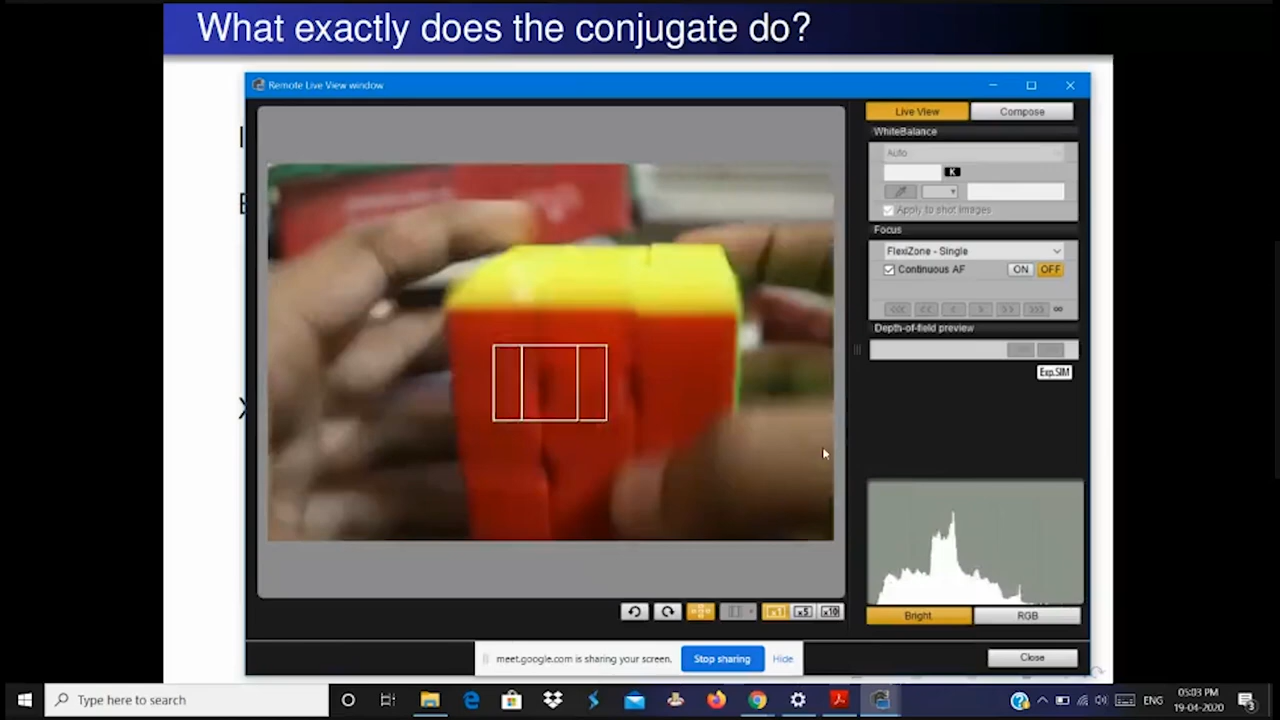 What exactly does the conjugate do?
Remote Live View window
Live View
Compose
WhiteBalance
Auto
K
Apply to shot images
Focus
FlexiZone - Single
Continuous AF
ON
OFF
<<<
<<
<
>
>>
>>>
∞
Depth-of-field preview
Exp.SIM
x1
x5
x10
Bright
RGB
meet.google.com is sharing your screen.
Stop sharing
Hide
Close
Type here to search
ENG
05:03 PM
19-04-2020
3